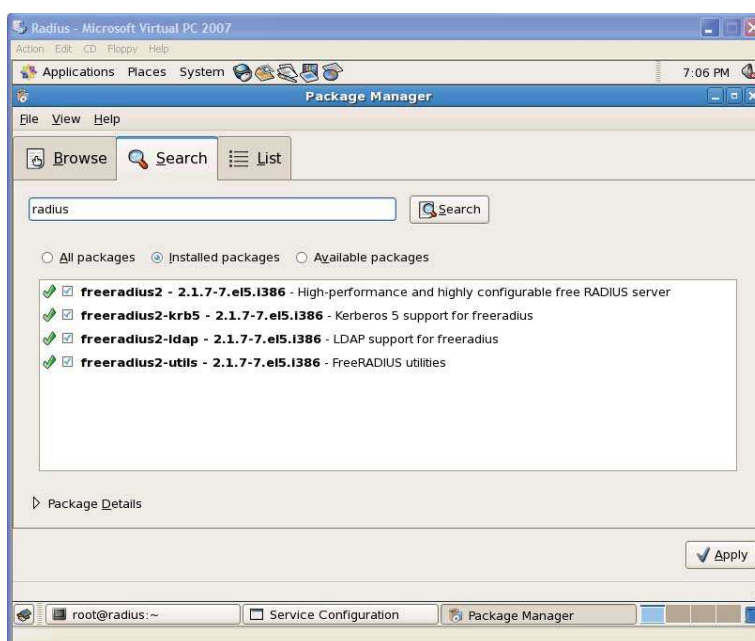 Radius - Microsoft Virtual PC 2007
Action Edit CD Floppy Help
Applications Places System 7:06 PM
Package Manager
File View Help
Browse Search List
radius Search
All packages Installed packages Available packages
freeradius2 - 2.1.7-7.el5.i386 - High-performance and highly configurable free RADIUS server
freeradius2-krb5 - 2.1.7-7.el5.i386 - Kerberos 5 support for freeradius
freeradius2-ldap - 2.1.7-7.el5.i386 - LDAP support for freeradius
freeradius2-utils - 2.1.7-7.el5.i386 - FreeRADIUS utilities
Package Details
Apply
root@radius:~ Service Configuration Package Manager